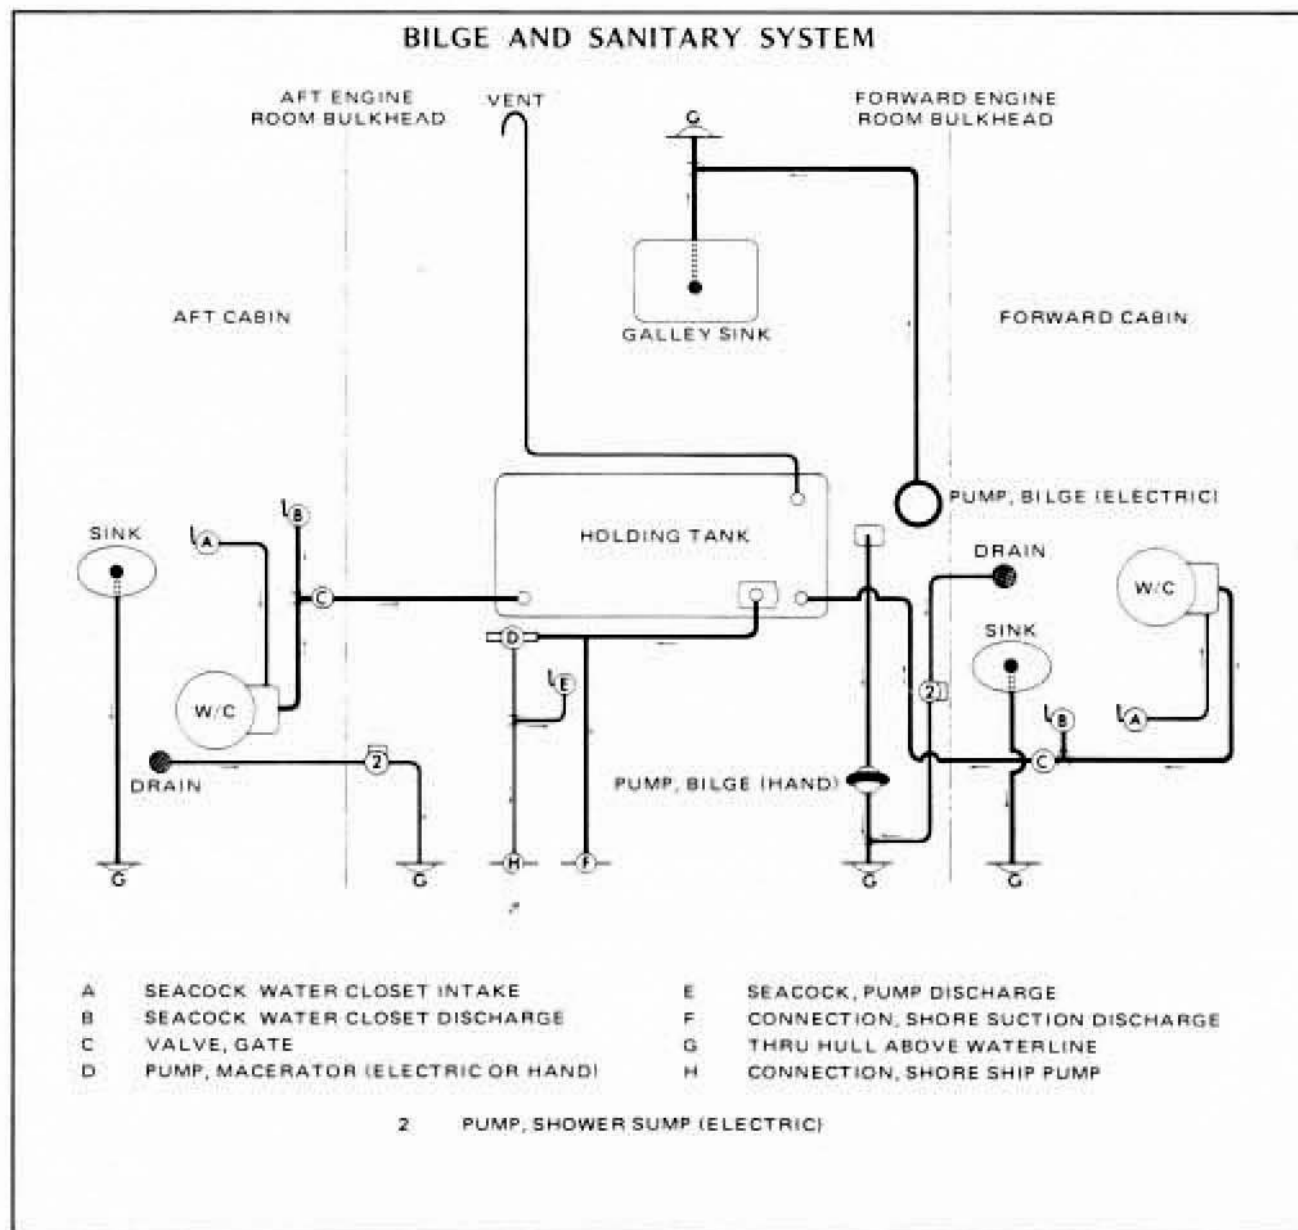 BILGE AND SANITARY SYSTEM
AFT ENGINE
ROOM BULKHEAD
VENT
G
FORWARD ENGINE
ROOM BULKHEAD
AFT CABIN
GALLEY SINK
FORWARD CABIN
PUMP, BILGE (ELECTRIC)
SINK
A
B
HOLDING TANK
DRAIN
W/C
C
SINK
D
E
2
W/C
B
A
C
DRAIN
2
PUMP, BILGE (HAND)
G
G
H
F
G
G
A SEACOCK WATER CLOSET INTAKE
B SEACOCK WATER CLOSET DISCHARGE
C VALVE, GATE
D PUMP, MACERATOR (ELECTRIC OR HAND)
E SEACOCK, PUMP DISCHARGE
F CONNECTION, SHORE SUCTION DISCHARGE
G THRU HULL ABOVE WATERLINE
H CONNECTION, SHORE SHIP PUMP
2 PUMP, SHOWER SUMP (ELECTRIC)